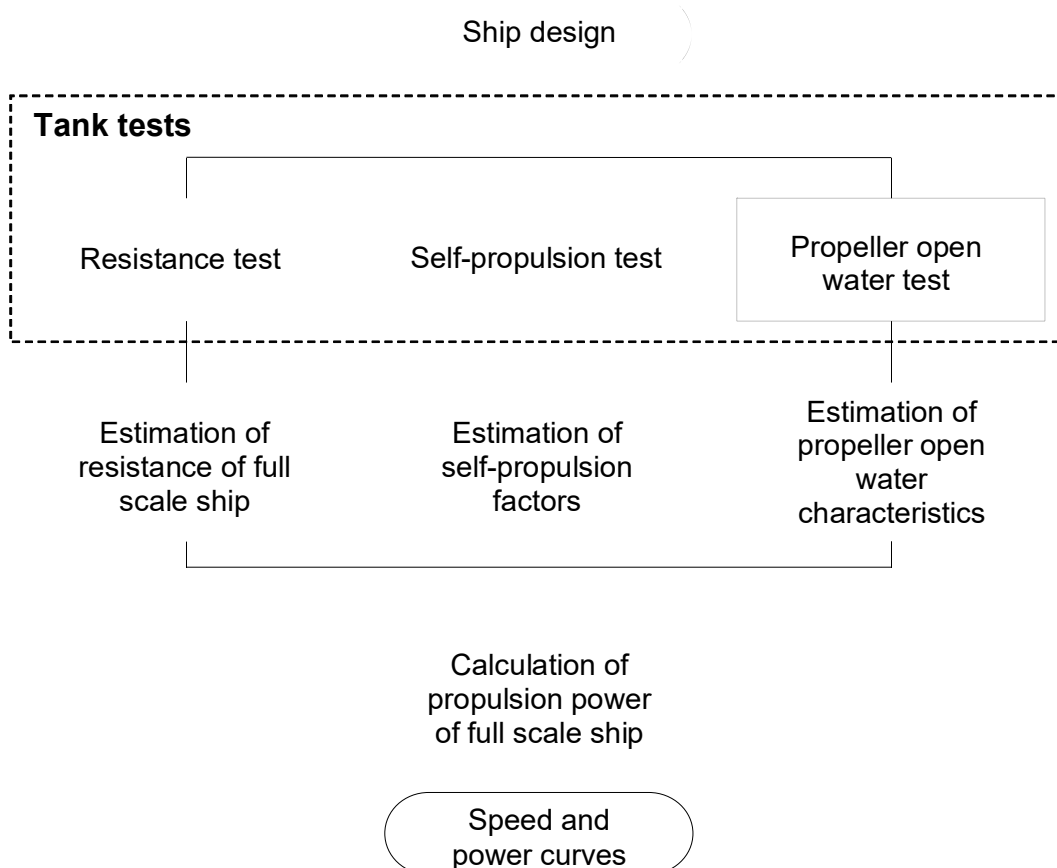 Ship design
Tank tests
Resistance test
Self-propulsion test
Propeller open
water test
Estimation of
resistance of full
scale ship
Estimation of
self-propulsion
factors
Estimation of
propeller open
water
characteristics
Calculation of
propulsion power
of full scale ship
Speed and
power curves